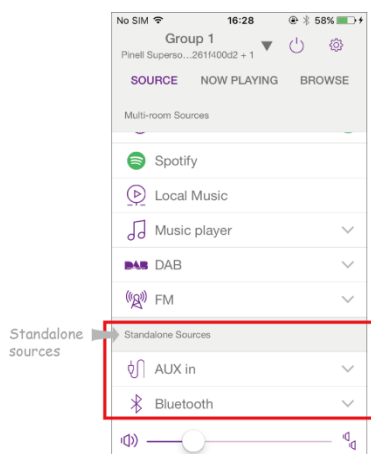 No SIM 16:28 58%
Group 1
Pinell Superso...261f400d2 + 1
SOURCE NOW PLAYING BROWSE
Multi-room Sources
Spotify
Local Music
Music player
DAB DAB
FM
Standalone Sources
AUX in
Bluetooth
Standalone
sources